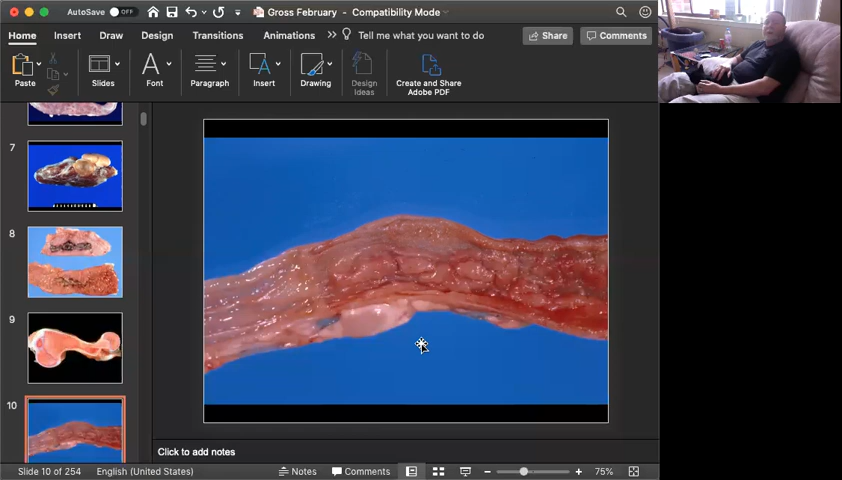 AutoSave OFF Gross February - Compatibility Mode
Home Insert Draw Design Transitions Animations Tell me what you want to do Share Comments
Paste Slides Font Paragraph Insert Drawing Design Ideas Create and Share Adobe PDF
7
8
9
10
Click to add notes
Slide 10 of 254 English (United States) Notes Comments 75%